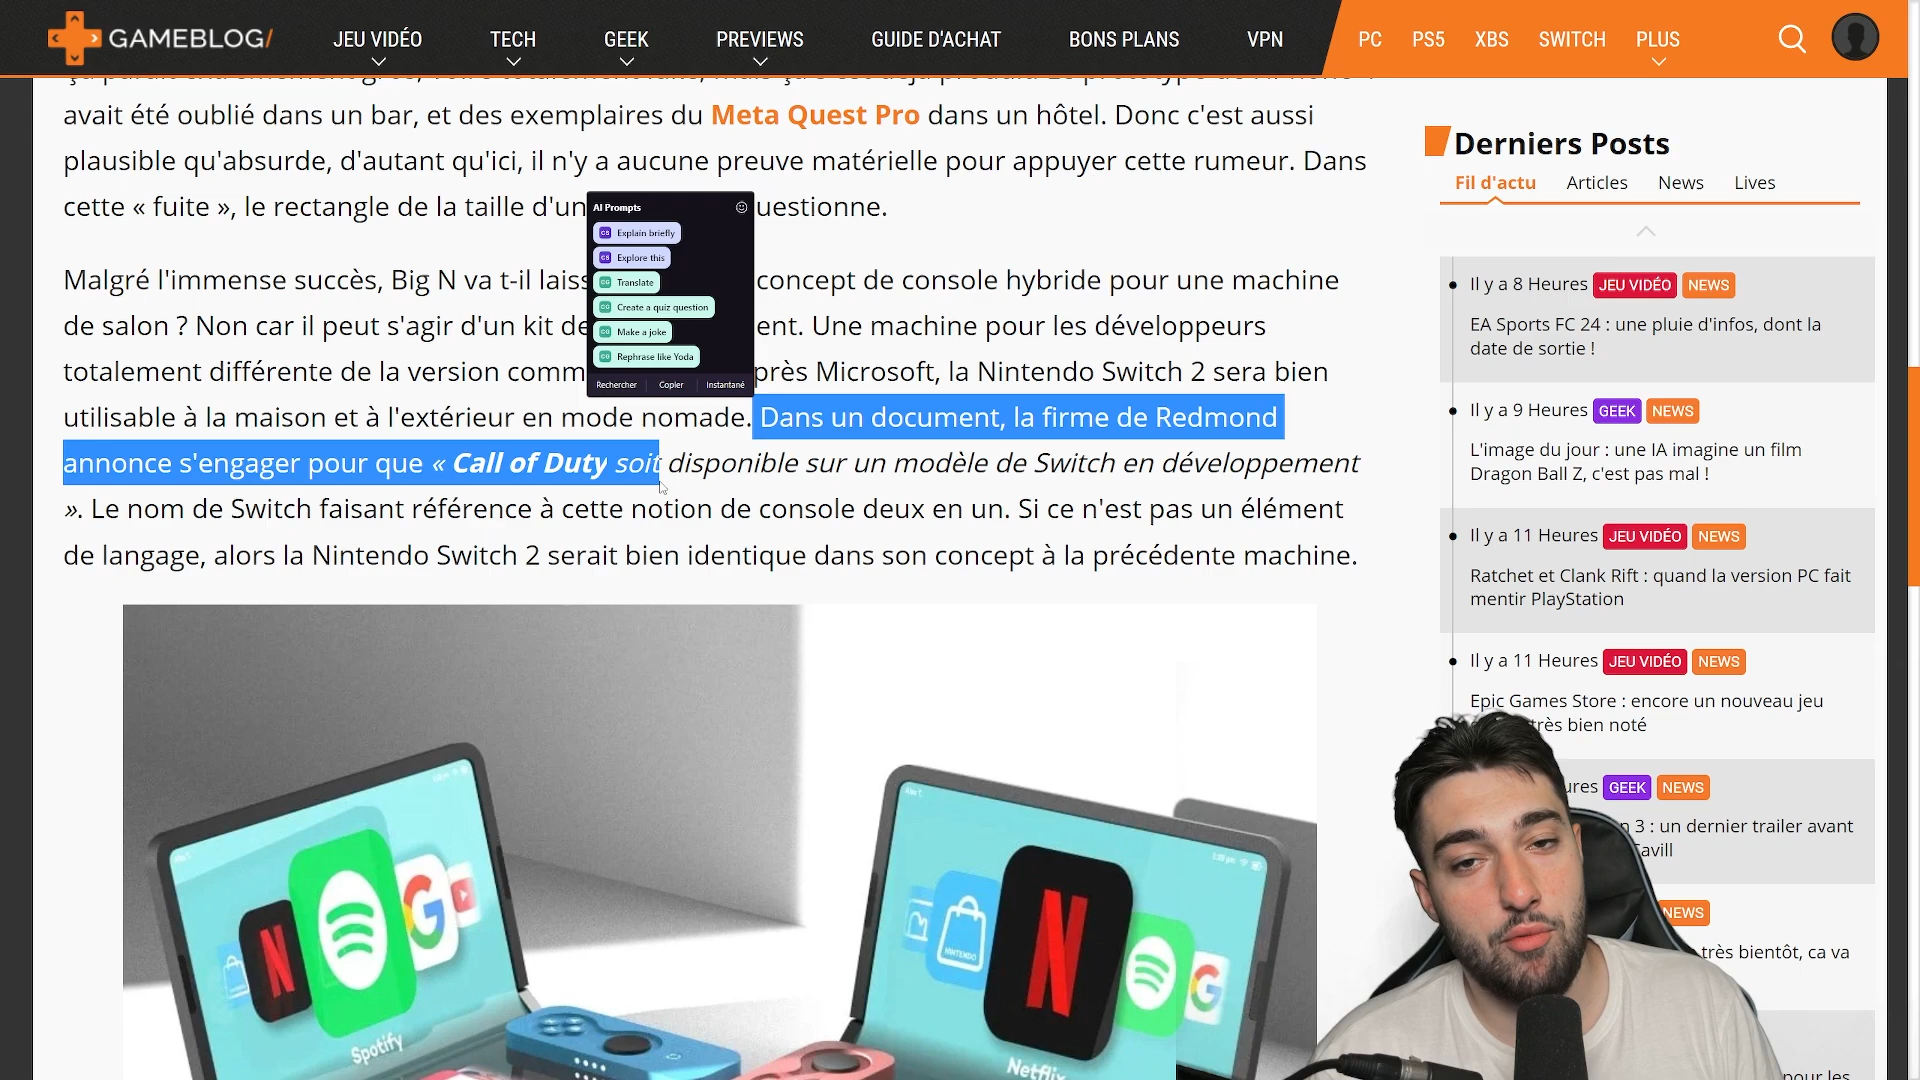 GAMEBLOG/
JEU VIDÉO
TECH
GEEK
PREVIEWS
GUIDE D'ACHAT
BONS PLANS
VPN
PC
PS5
XBS
SWITCH
PLUS
avait été oublié dans un bar, et des exemplaires du Meta Quest Pro dans un hôtel. Donc c'est aussi
plausible qu'absurde, d'autant qu'ici, il n'y a aucune preuve matérielle pour appuyer cette rumeur. Dans
cette « fuite », le rectangle de la taille d'un uestionne.
Malgré l'immense succès, Big N va t-il laiss concept de console hybride pour une machine
de salon ? Non car il peut s'agir d'un kit de ent. Une machine pour les développeurs
totalement différente de la version comm près Microsoft, la Nintendo Switch 2 sera bien
utilisable à la maison et à l'extérieur en mode nomade. Dans un document, la firme de Redmond
annonce s'engager pour que « Call of Duty soit disponible sur un modèle de Switch en développement
». Le nom de Switch faisant référence à cette notion de console deux en un. Si ce n'est pas un élément
de langage, alors la Nintendo Switch 2 serait bien identique dans son concept à la précédente machine.
AI Prompts
Explain briefly
Explore this
Translate
Create a quiz question
Make a joke
Rephrase like Yoda
Rechercher
Copier
Instantané
Spotify
NINTENDO
Netflix
Derniers Posts
Fil d'actu
Articles
News
Lives
Il y a 8 Heures JEU VIDÉO NEWS
EA Sports FC 24 : une pluie d'infos, dont la
date de sortie !
Il y a 9 Heures GEEK NEWS
L'image du jour : une IA imagine un film
Dragon Ball Z, c'est pas mal !
Il y a 11 Heures JEU VIDÉO NEWS
Ratchet et Clank Rift : quand la version PC fait
mentir PlayStation
Il y a 11 Heures JEU VIDÉO NEWS
Epic Games Store : encore un nouveau jeu
très bien noté
ures GEEK NEWS
n 3 : un dernier trailer avant
Cavill
NEWS
très bientôt, ca va
pour les